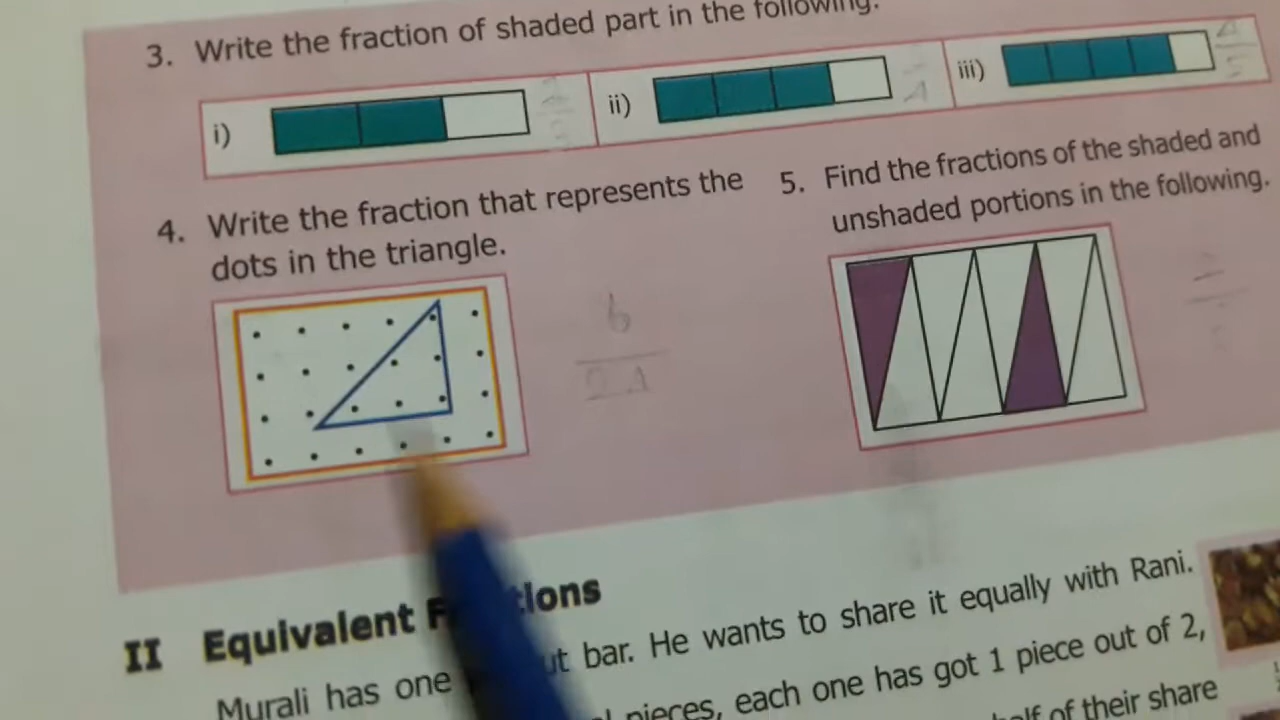 3. Write the fraction of shaded part in the following.
i)
ii)
iii)
4. Write the fraction that represents the
dots in the triangle.
6
24
5. Find the fractions of the shaded and
unshaded portions in the following.
II Equivalent
Murali has one bar. He wants to share it equally with Rani.
pieces, each one has got 1 piece out of 2,
of their share